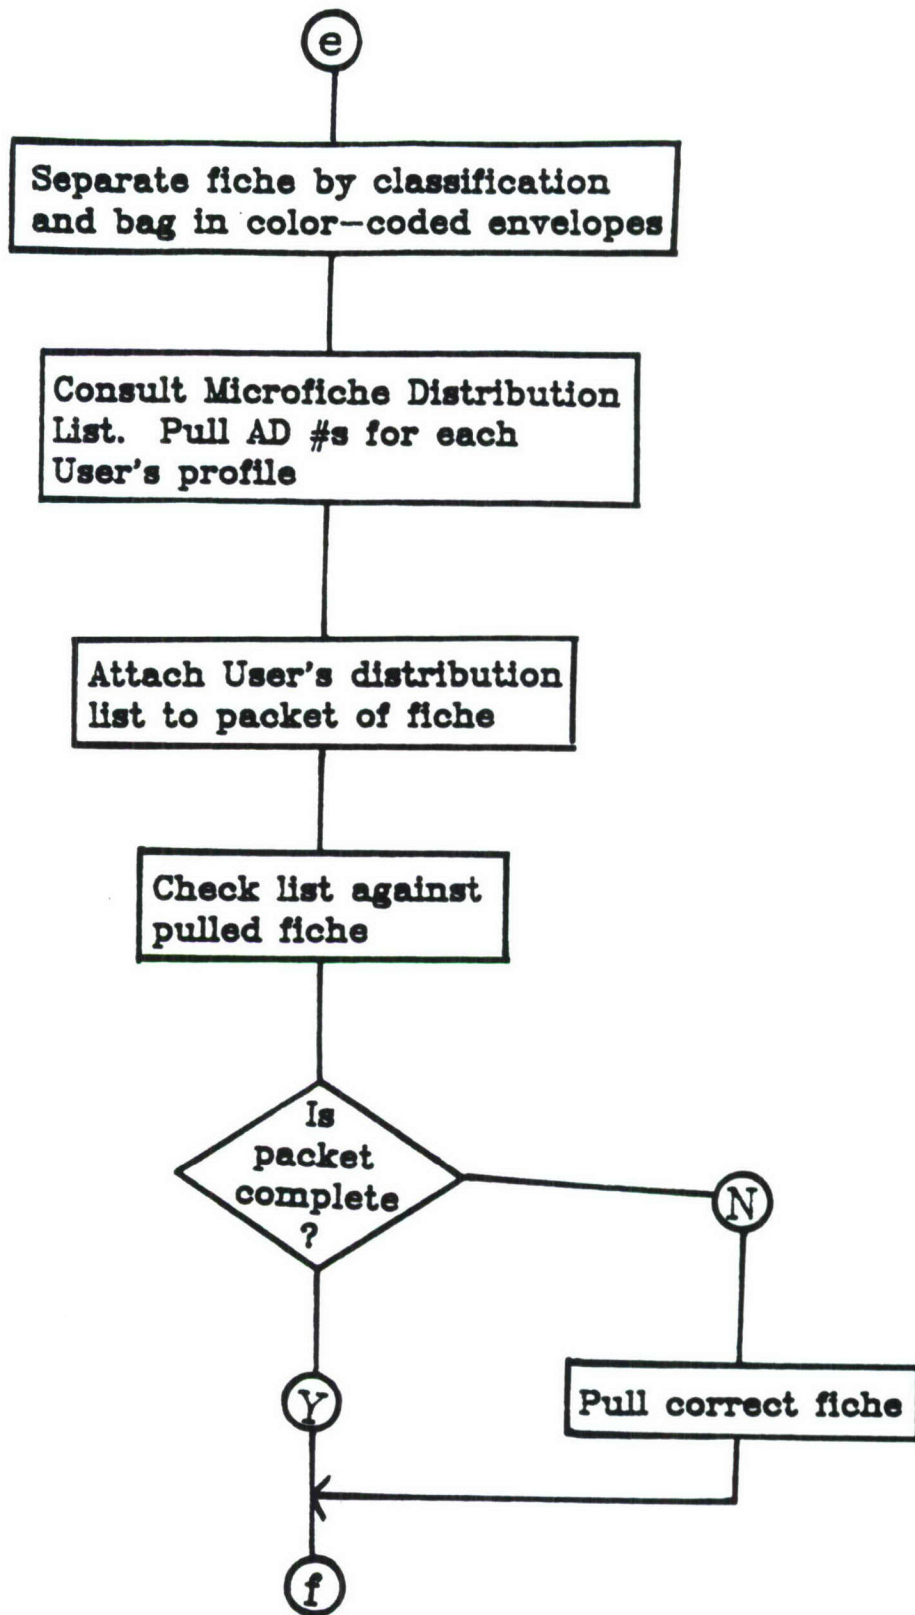 e
Separate fiche by classification
and bag in color-coded envelopes
Consult Microfiche Distribution
List. Pull AD #s for each
User's profile
Attach User's distribution
list to packet of fiche
Check list against
pulled fiche
Is
packet
complete
?
N
Y
Pull correct fiche
f